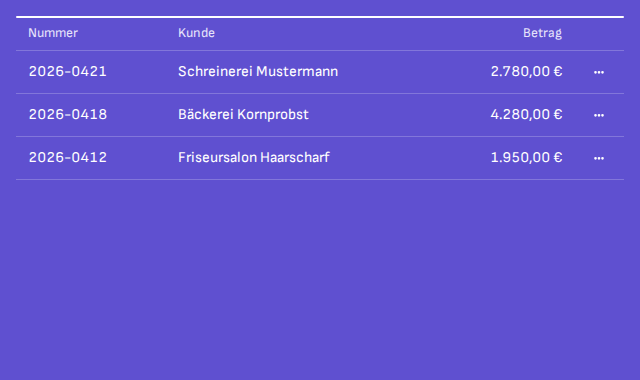 Nummer Kunde Betrag
2026-0421 Schreinerei Mustermann 2.780,00 €
2026-0418 Bäckerei Kornprobst 4.280,00 €
2026-0412 Friseursalon Haarscharf 1.950,00 €